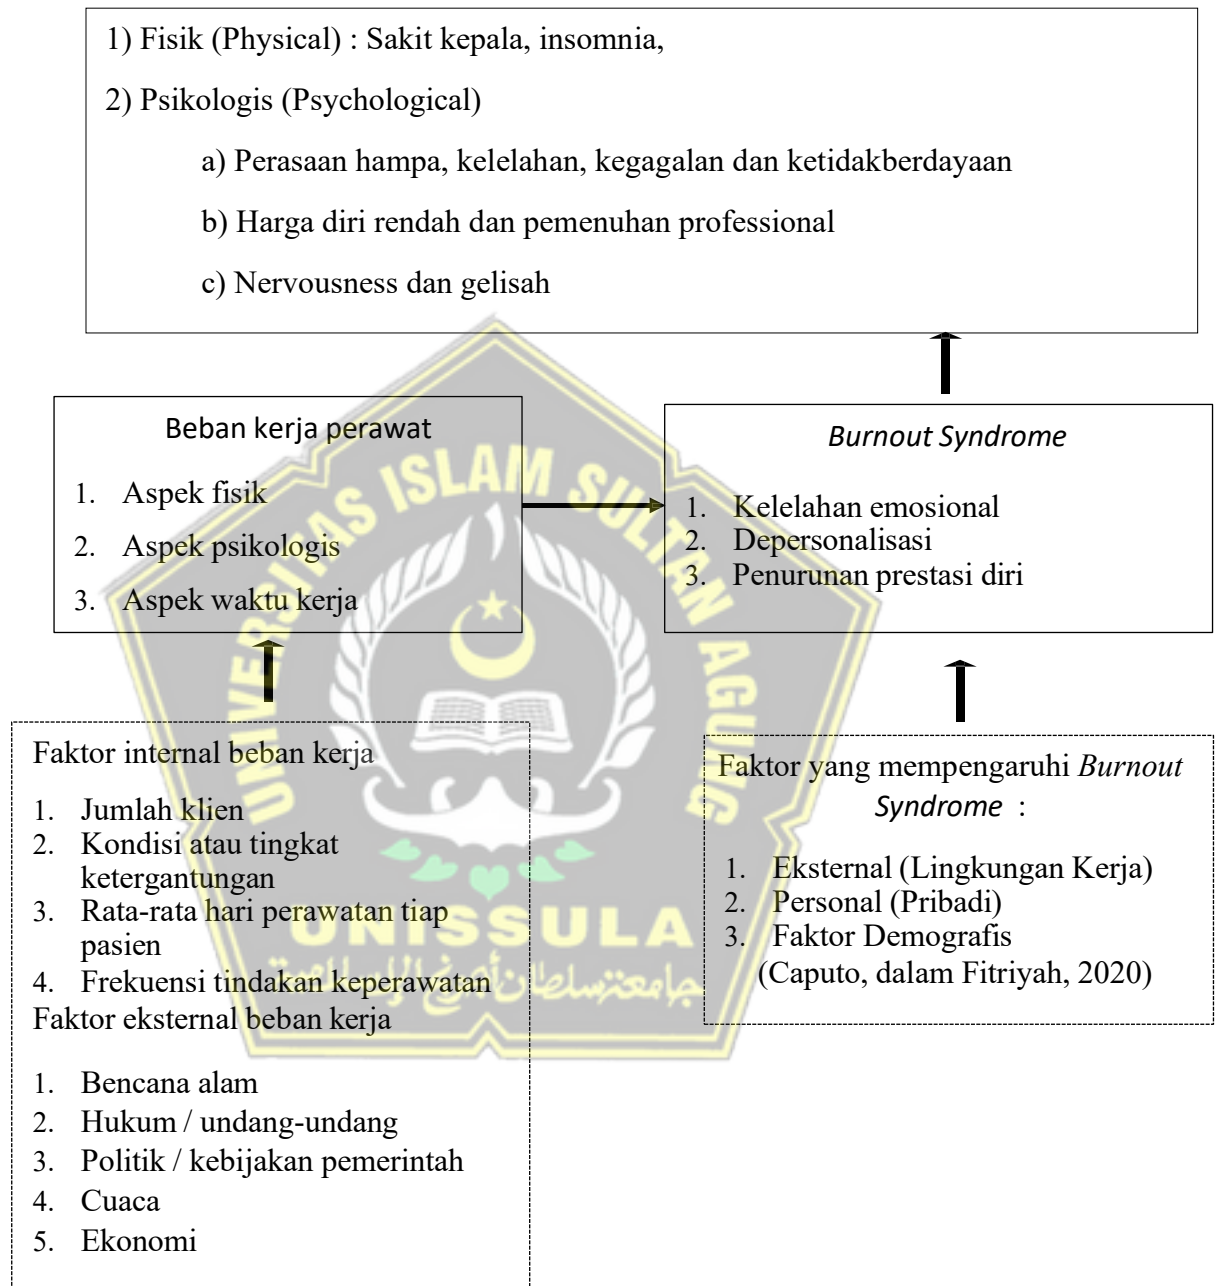 1) Fisik (Physical) : Sakit kepala, insomnia,
2) Psikologis (Psychological)
a) Perasaan hampa, kelelahan, kegagalan dan ketidakberdayaan
b) Harga diri rendah dan pemenuhan professional
c) Nervousness dan gelisah
Beban kerja perawat
1. Aspek fisik
2. Aspek psikologis
3. Aspek waktu kerja
Burnout Syndrome
1. Kelelahan emosional
2. Depersonalisasi
3. Penurunan prestasi diri
Faktor internal beban kerja
1. Jumlah klien
2. Kondisi atau tingkat
ketergantungan
3. Rata-rata hari perawatan tiap
pasien
4. Frekuensi tindakan keperawatan
Faktor eksternal beban kerja
1. Bencana alam
2. Hukum / undang-undang
3. Politik / kebijakan pemerintah
4. Cuaca
5. Ekonomi
Faktor yang mempengaruhi Burnout
Syndrome :
1. Eksternal (Lingkungan Kerja)
2. Personal (Pribadi)
3. Faktor Demografis
(Caputo, dalam Fitriyah, 2020)
UNIVERSITAS ISLAM SULTAN AGUNG
UNISSULA